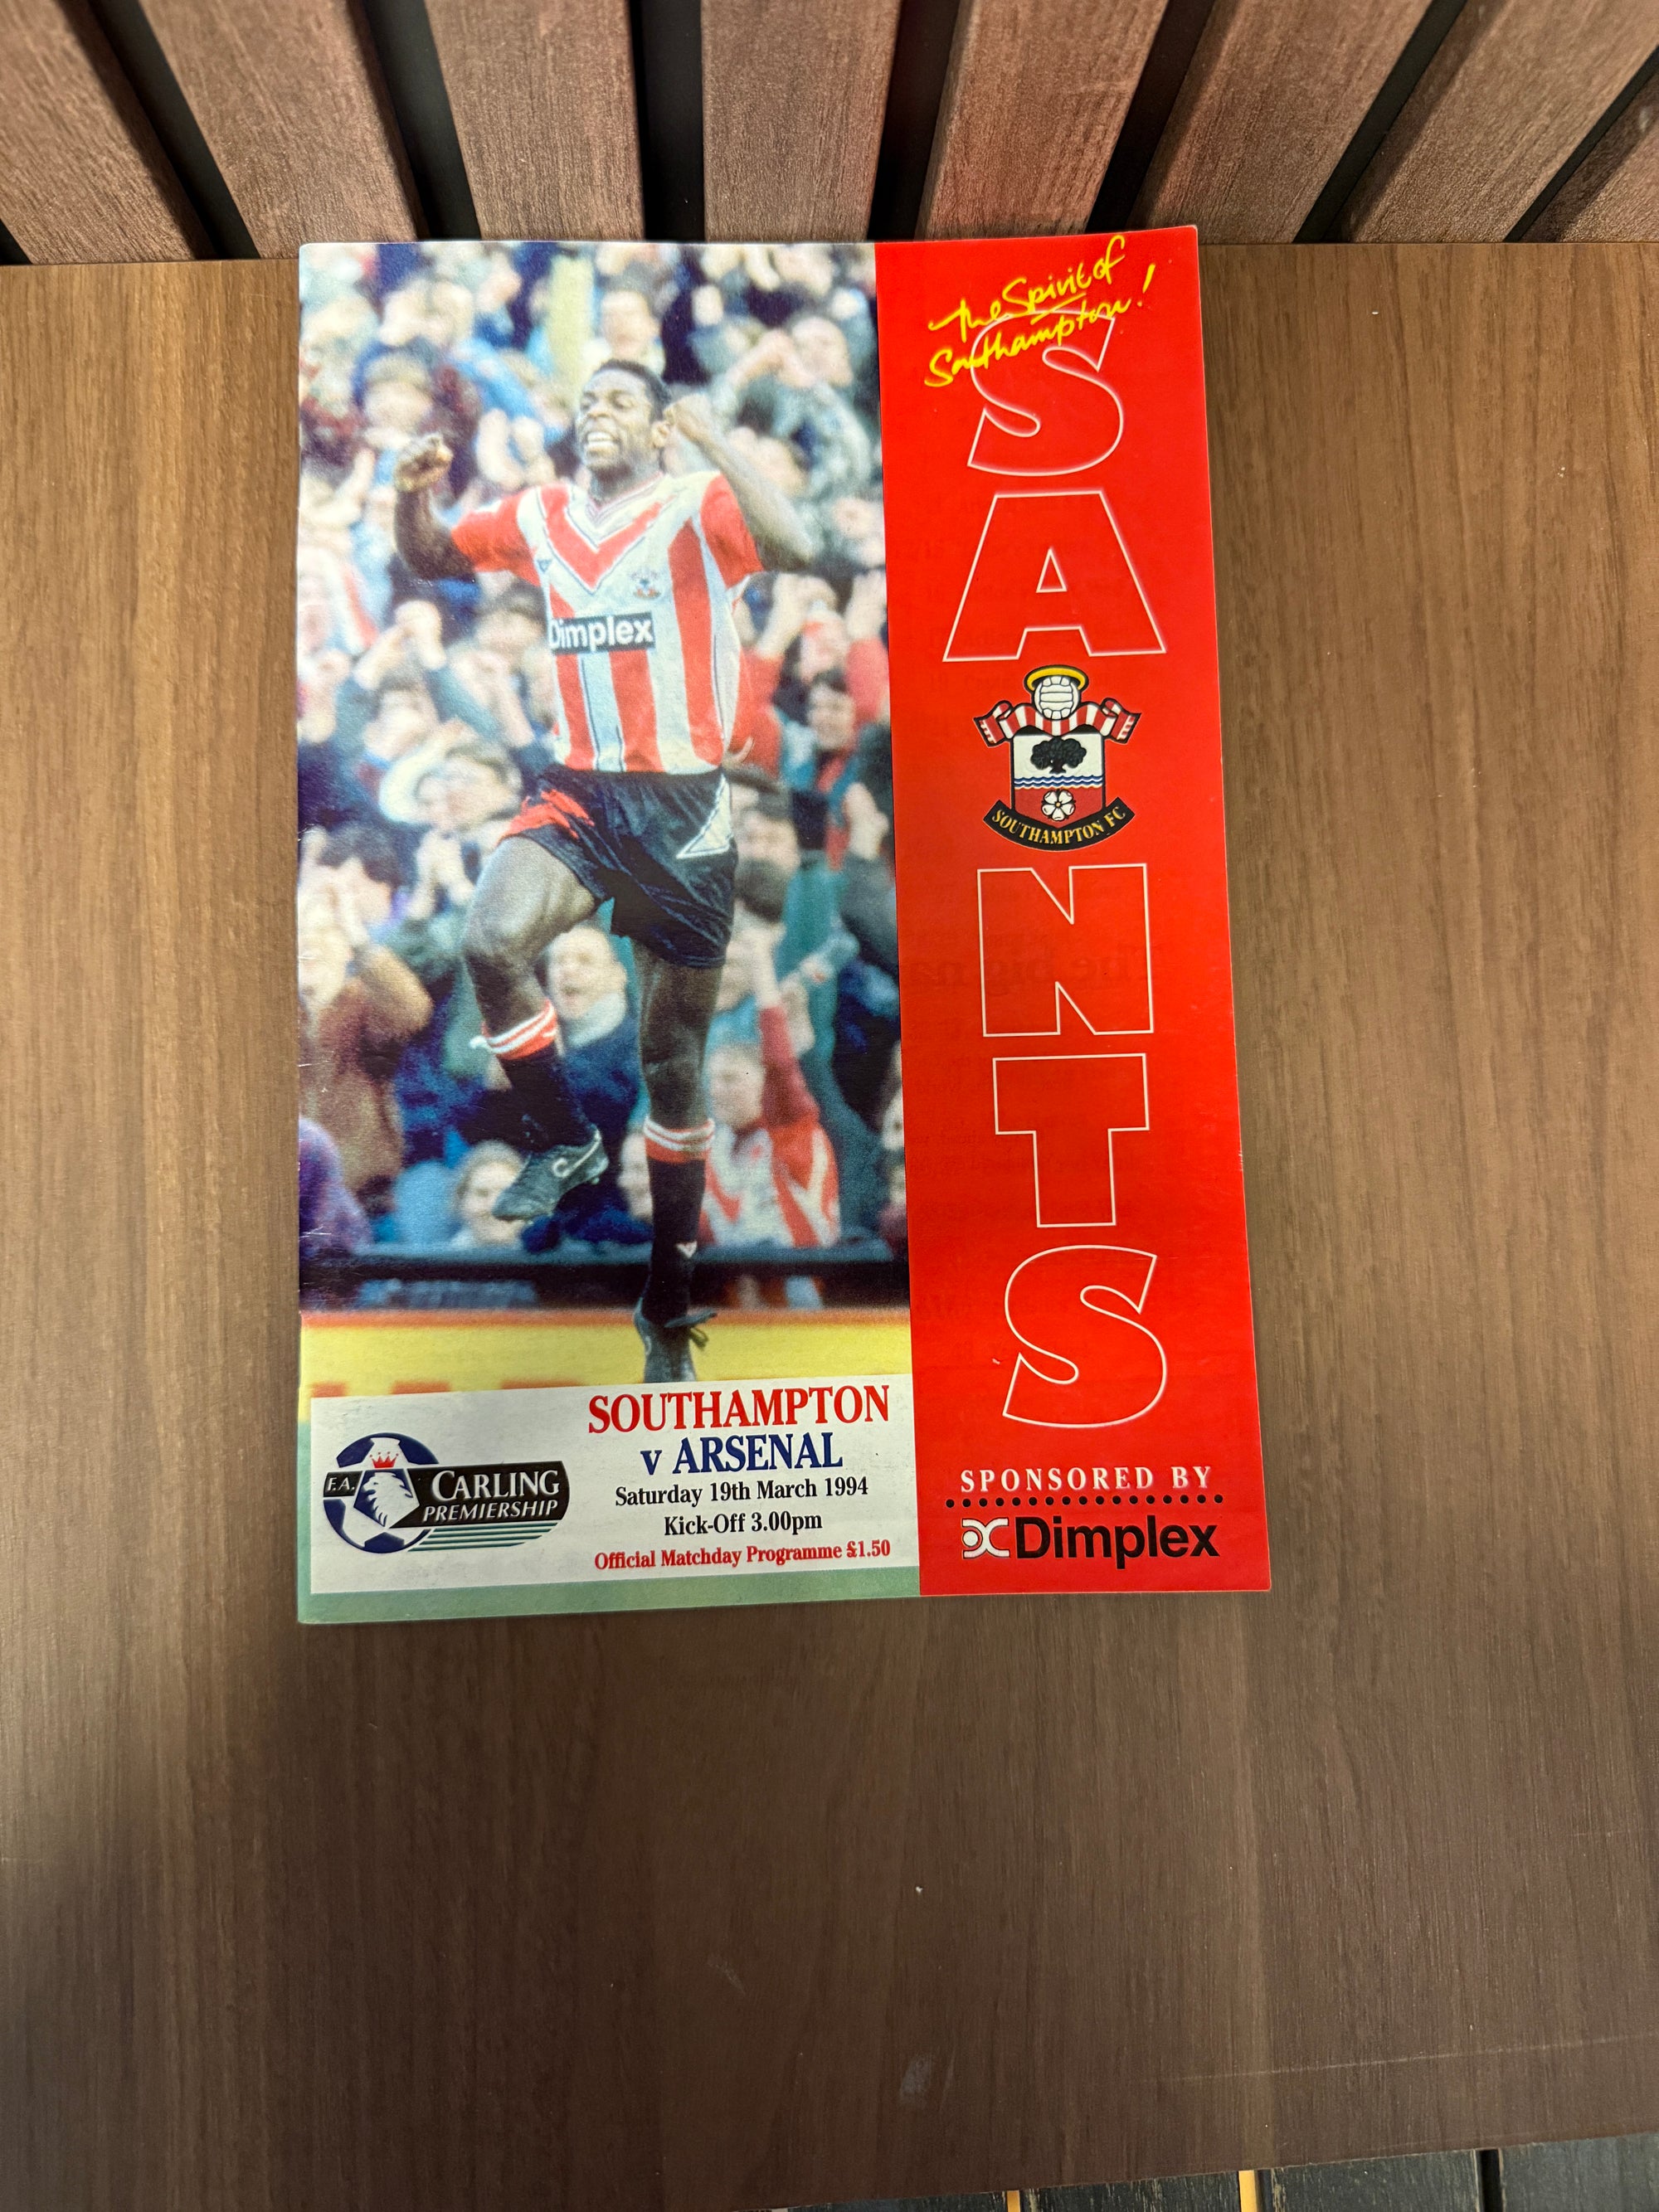 The Spirit of
Southampton!
SAINTS
SOUTHAMPTON FC
Dimplex
SOUTHAMPTON
v ARSENAL
Saturday 19th March 1994
Kick-Off 3.00pm
Official Matchday Programme £1.50
F.A. CARLING
PREMIERSHIP
SPONSORED BY
Dimplex